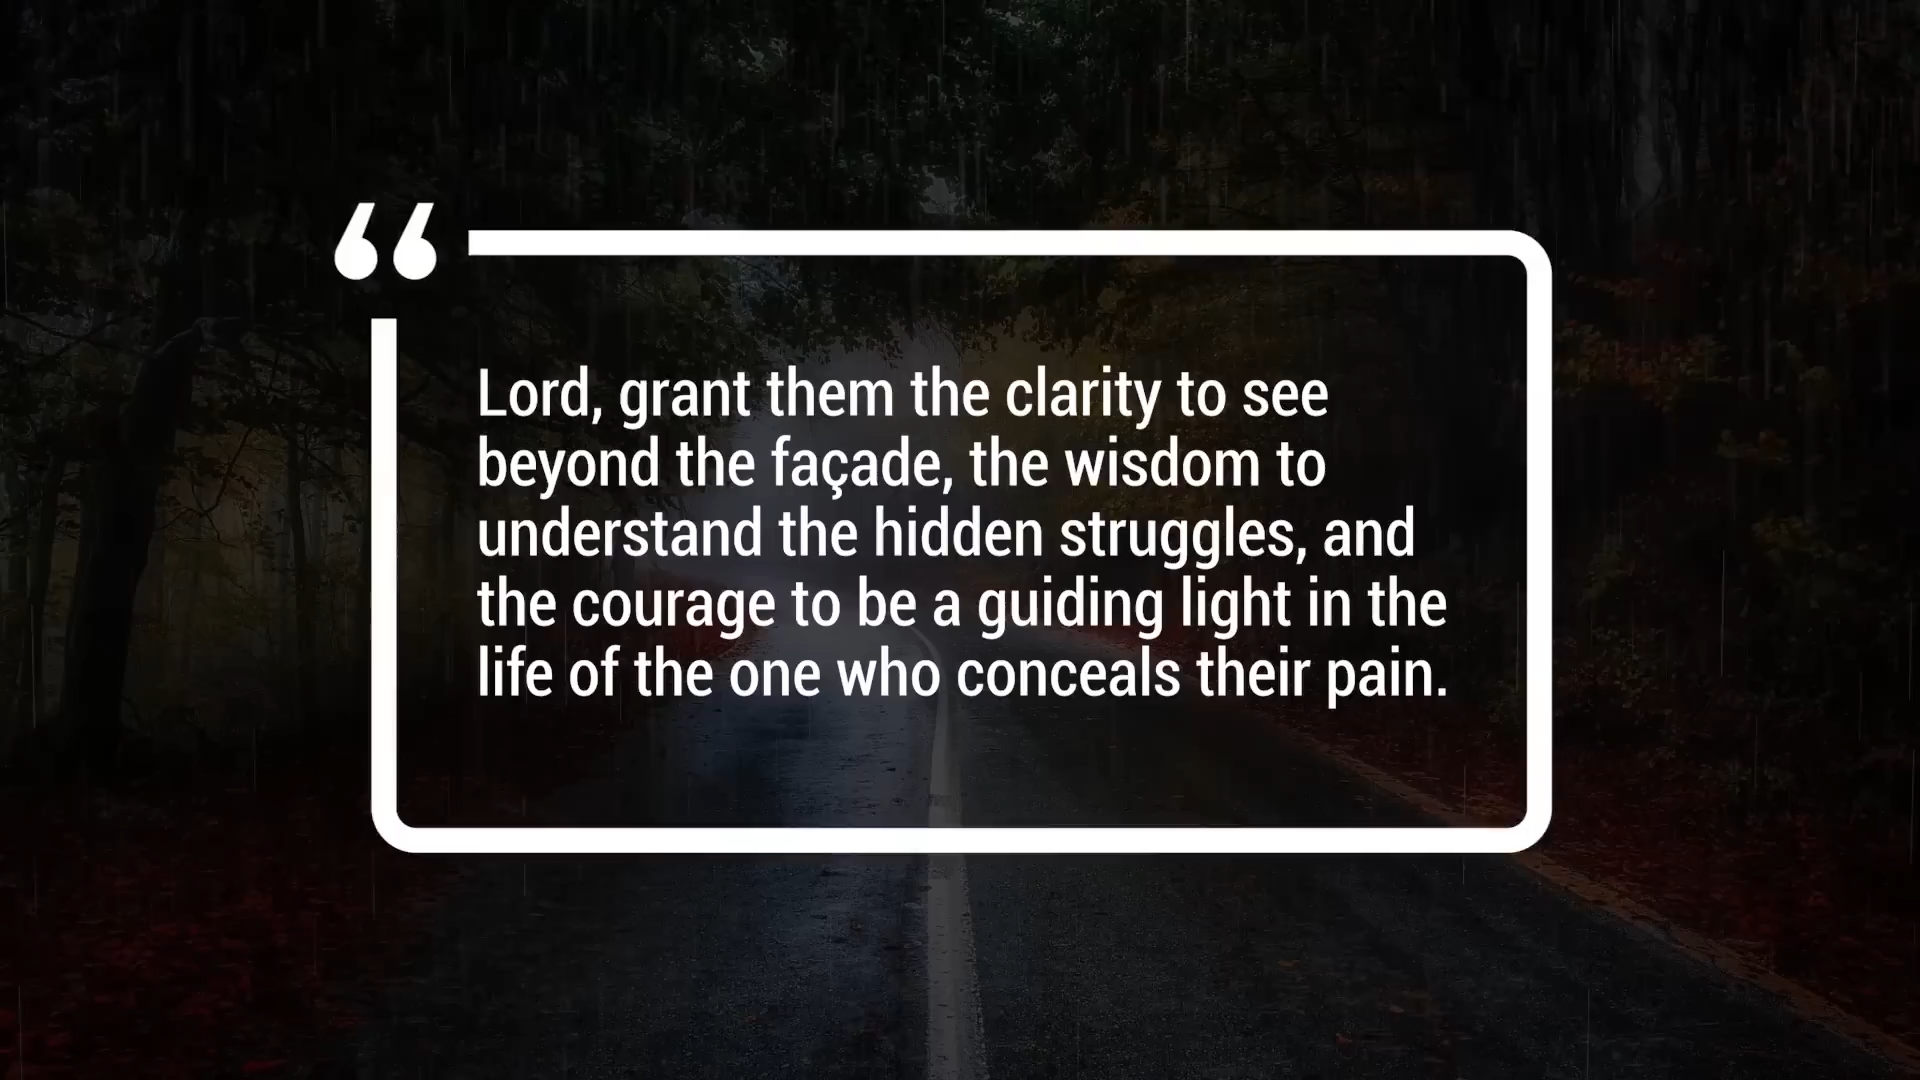 “
Lord, grant them the clarity to see
beyond the façade, the wisdom to
understand the hidden struggles, and
the courage to be a guiding light in the
life of the one who conceals their pain.